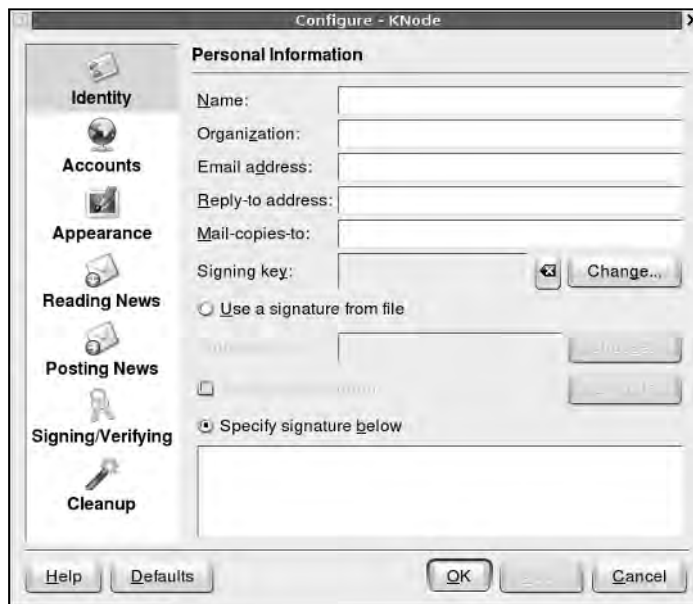 Configure - KNode
Identity
Accounts
Appearance
Reading News
Posting News
Signing/Verifying
Cleanup
Personal Information
Name:
Organization:
Email address:
Reply-to address:
Mail-copies-to:
Signing key:
Change...
Use a signature from file
Specify signature below
Help
Defaults
OK
Cancel